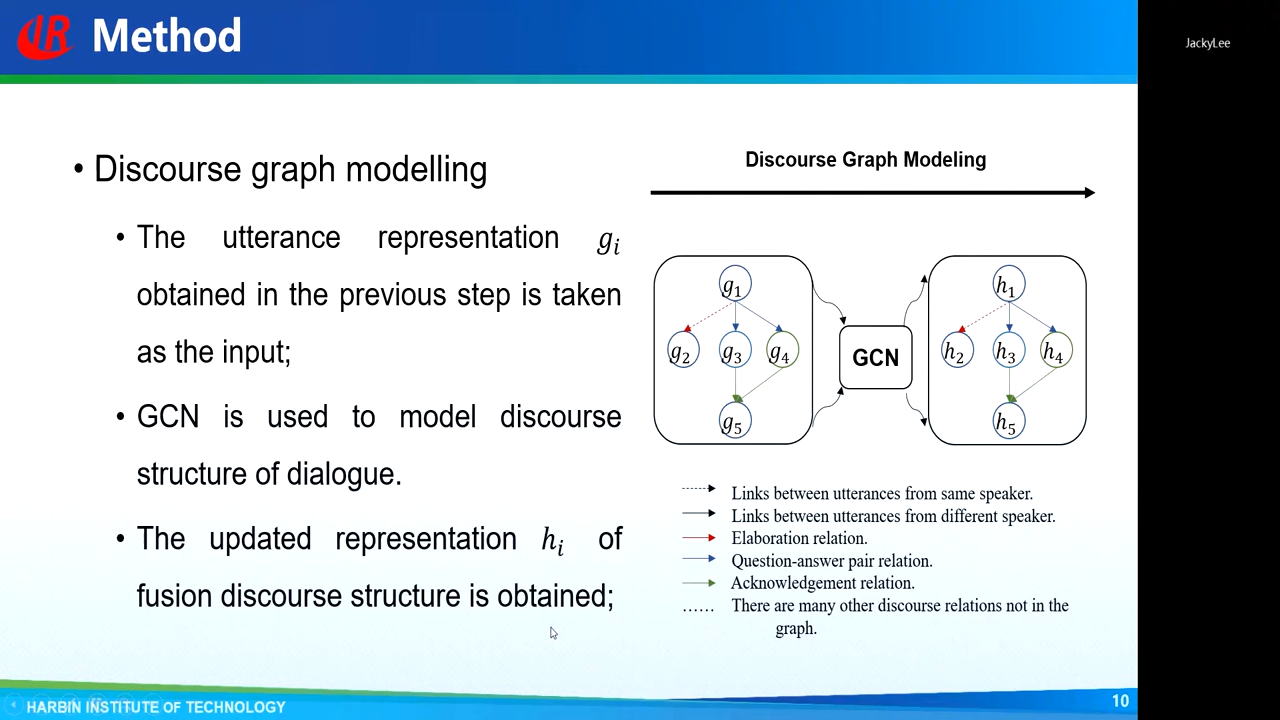 Method
JackyLee
• Discourse graph modelling
• The utterance representation gᵢ
obtained in the previous step is taken
as the input;
• GCN is used to model discourse
structure of dialogue.
• The updated representation hᵢ of
fusion discourse structure is obtained;
Discourse Graph Modeling
g₁
g₂ g₃ g₄
g₅
GCN
h₁
h₂ h₃ h₄
h₅
Links between utterances from same speaker.
Links between utterances from different speaker.
Elaboration relation.
Question-answer pair relation.
Acknowledgement relation.
...... There are many other discourse relations not in the
graph.
HARBIN INSTITUTE OF TECHNOLOGY
10